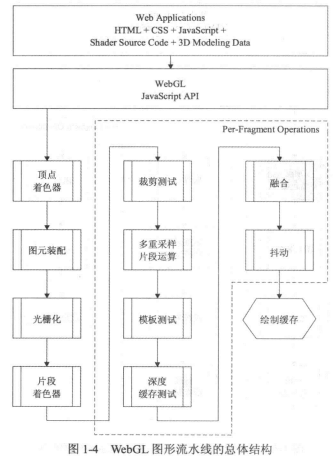 Web Applications
HTML + CSS + JavaScript +
Shader Source Code + 3D Modeling Data
WebGL
JavaScript API
Per-Fragment Operations
顶点
着色器
图元装配
光栅化
片段
着色器
裁剪测试
多重采样
片段运算
模板测试
深度
缓存测试
融合
抖动
绘制缓存
图 1-4 WebGL 图形流水线的总体结构